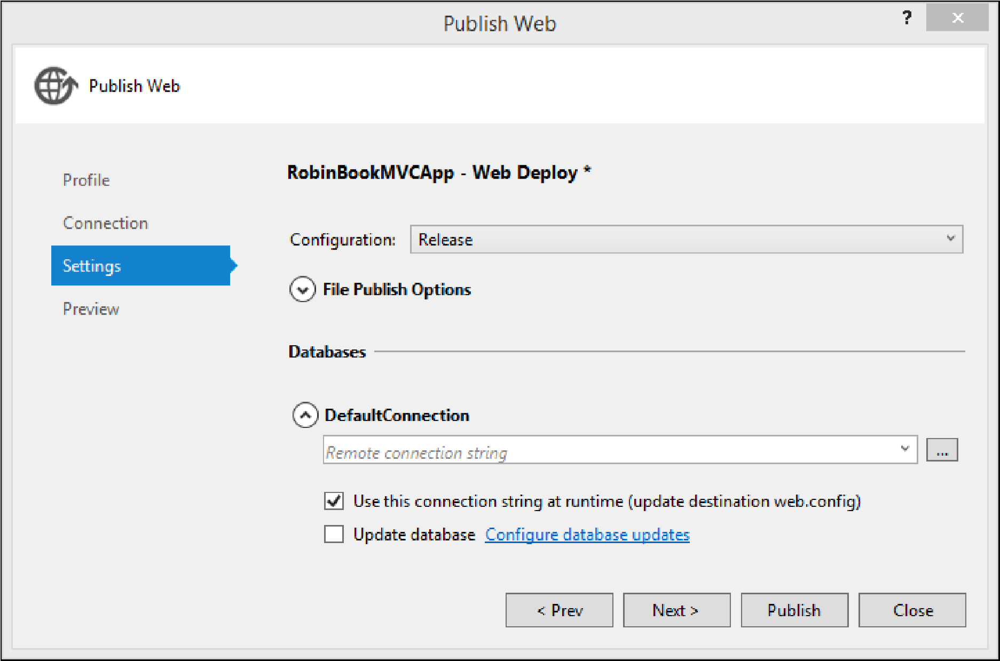 Publish Web
?
Publish Web
Profile
Connection
Settings
Preview
RobinBookMVCApp - Web Deploy *
Configuration: Release
File Publish Options
Databases
DefaultConnection
Remote connection string
...
Use this connection string at runtime (update destination web.config)
Update database Configure database updates
< Prev Next > Publish Close